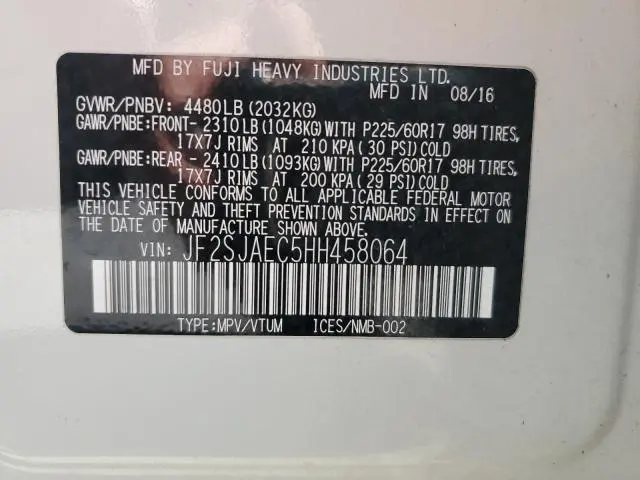 MFD BY FUJI HEAVY INDUSTRIES LTD.
MFD IN 08/16
GVWR/PNBV: 4480LB(2032KG)
GAWR/PNBE:FRONT- 2310LB(1048KG)WITH P225/60R17 98H TIRES,
17X7J RIMS AT 210 KPA(30 PSI)COLD
GAWR/PNBE:REAR - 2410LB(1093KG)WITH P225/60R17 98H TIRES,
17X7J RIMS AT 200 KPA(29 PSI)COLD
THIS VEHICLE CONFORMS TO ALL APPLICABLE FEDERAL MOTOR
VEHICLE SAFETY AND THEFT PREVENTION STANDARDS IN EFFECT ON
THE DATE OF MANUFACTURE SHOWN ABOVE.
VIN: JF2SJAEC5HH458064
TYPE:MPV/VTUM ICES/NMB-002